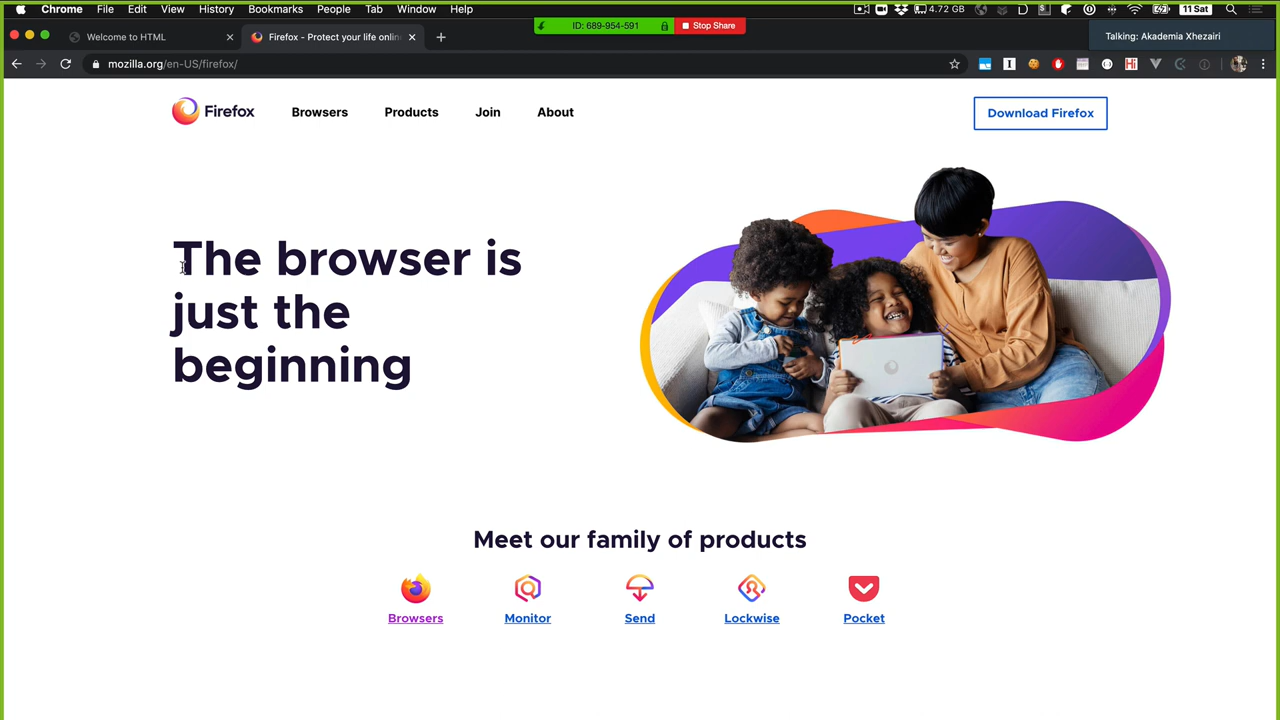 Chrome File Edit View History Bookmarks People Tab Window Help
4.72 GB
11 Sat
ID: 689-954-591
Stop Share
Talking: Akademia Xhezairi
Welcome to HTML
Firefox - Protect your life onlin
mozilla.org/en-US/firefox/
Firefox
Browsers
Products
Join
About
Download Firefox
The browser is
just the
beginning
Meet our family of products
Browsers
Monitor
Send
Lockwise
Pocket